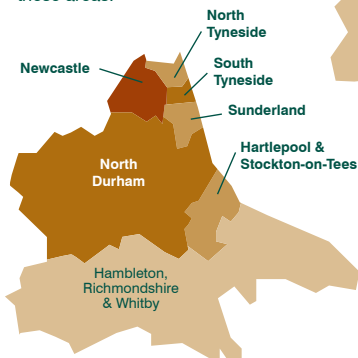 North
Tyneside
Newcastle
South
Tyneside
Sunderland
Hartlepool &
Stockton-on-Tees
North
Durham
Hambleton,
Richmondshire
& Whitby